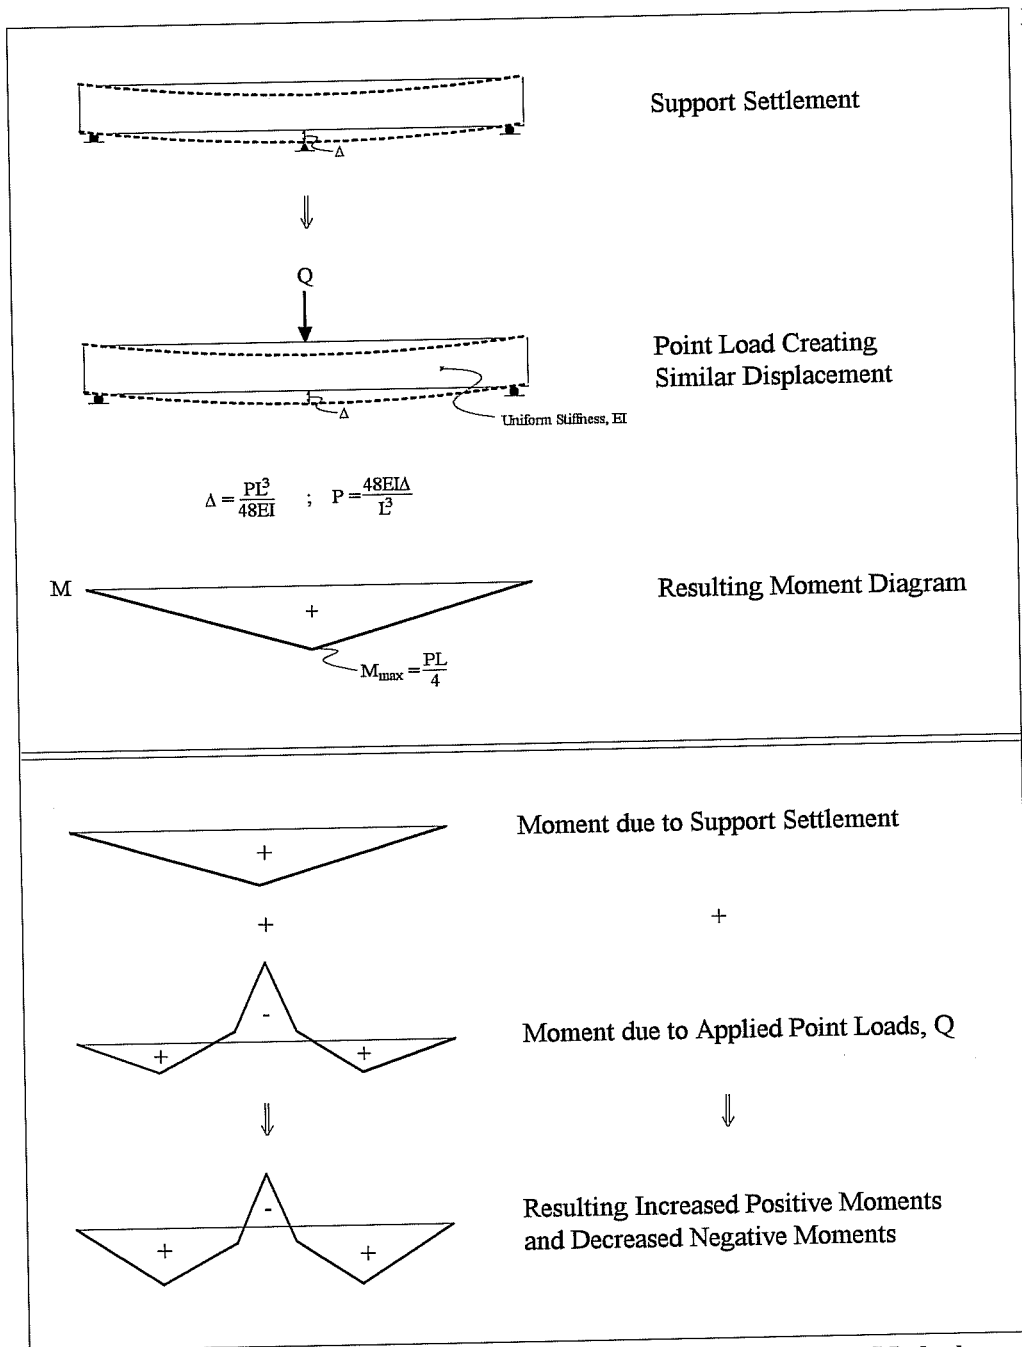 Support Settlement
Δ
Q
Point Load Creating
Similar Displacement
Δ
Uniform Stiffness, EI
Δ = PL³/48EI ; P = 48EIΔ/L³
M
+
Resulting Moment Diagram
M_max = PL/4
Moment due to Support Settlement
+
+
+
-
Moment due to Applied Point Loads, Q
+
+
-
Resulting Increased Positive Moments
and Decreased Negative Moments
+
+